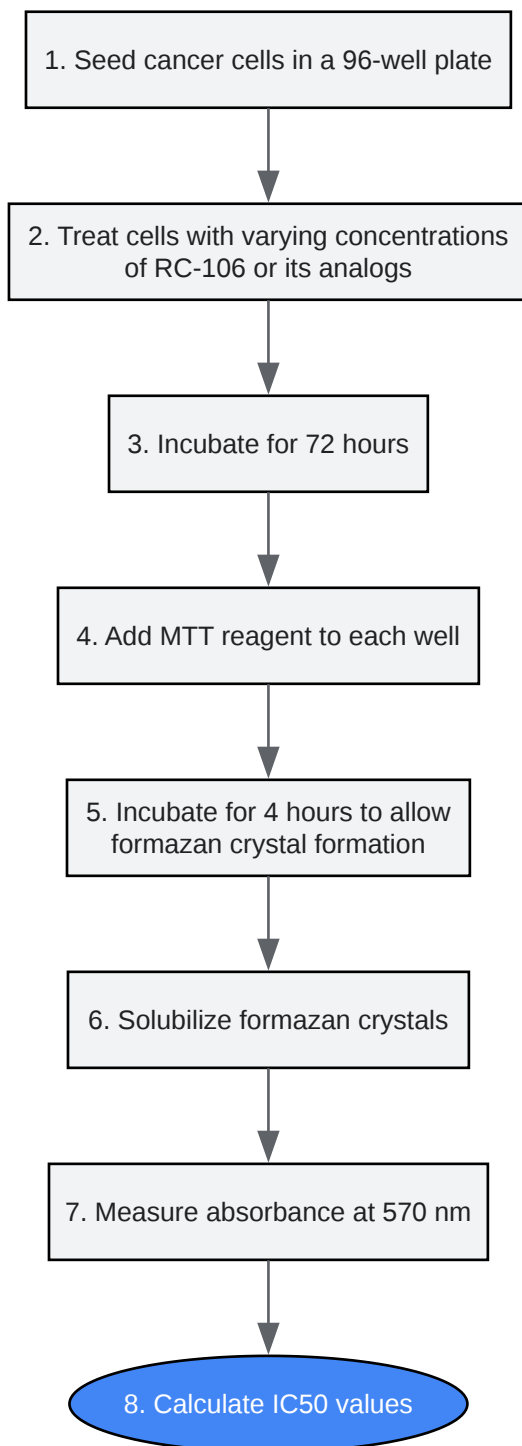 1. Seed cancer cells in a 96-well plate
2. Treat cells with varying concentrations
of RC-106 or its analogs
3. Incubate for 72 hours
4. Add MTT reagent to each well
5. Incubate for 4 hours to allow
formazan crystal formation
6. Solubilize formazan crystals
7. Measure absorbance at 570 nm
8. Calculate IC50 values